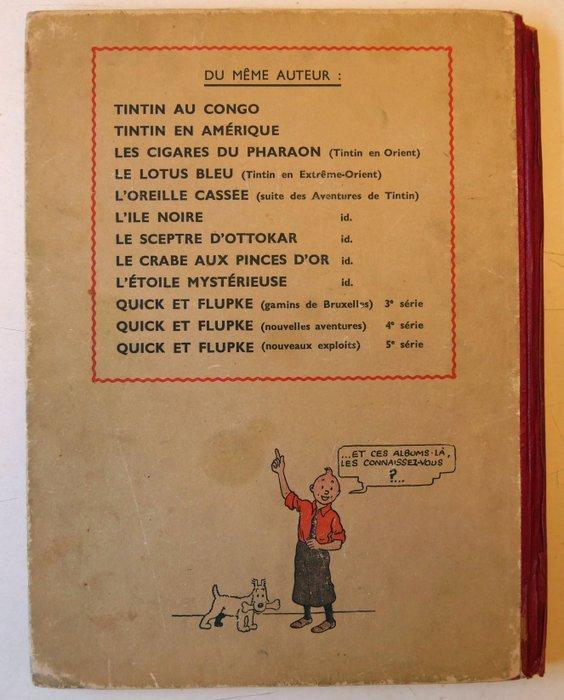 DU MÊME AUTEUR :
TINTIN AU CONGO
TINTIN EN AMÉRIQUE
LES CIGARES DU PHARAON (Tintin en Orient)
LE LOTUS BLEU (Tintin en Extrême-Orient)
L'OREILLE CASSEE (suite des Aventures de Tintin)
L'ILE NOIRE id.
LE SCEPTRE D'OTTOKAR id.
LE CRABE AUX PINCES D'OR id.
L'ÉTOILE MYSTÉRIEUSE id.
QUICK ET FLUPKE (gamins de Bruxelles) 3e série
QUICK ET FLUPKE (nouvelles aventures) 4e série
QUICK ET FLUPKE (nouveaux exploits) 5e série
...ET CES ALBUMS-LÀ,
LES CONNAISSEZ-VOUS
?...